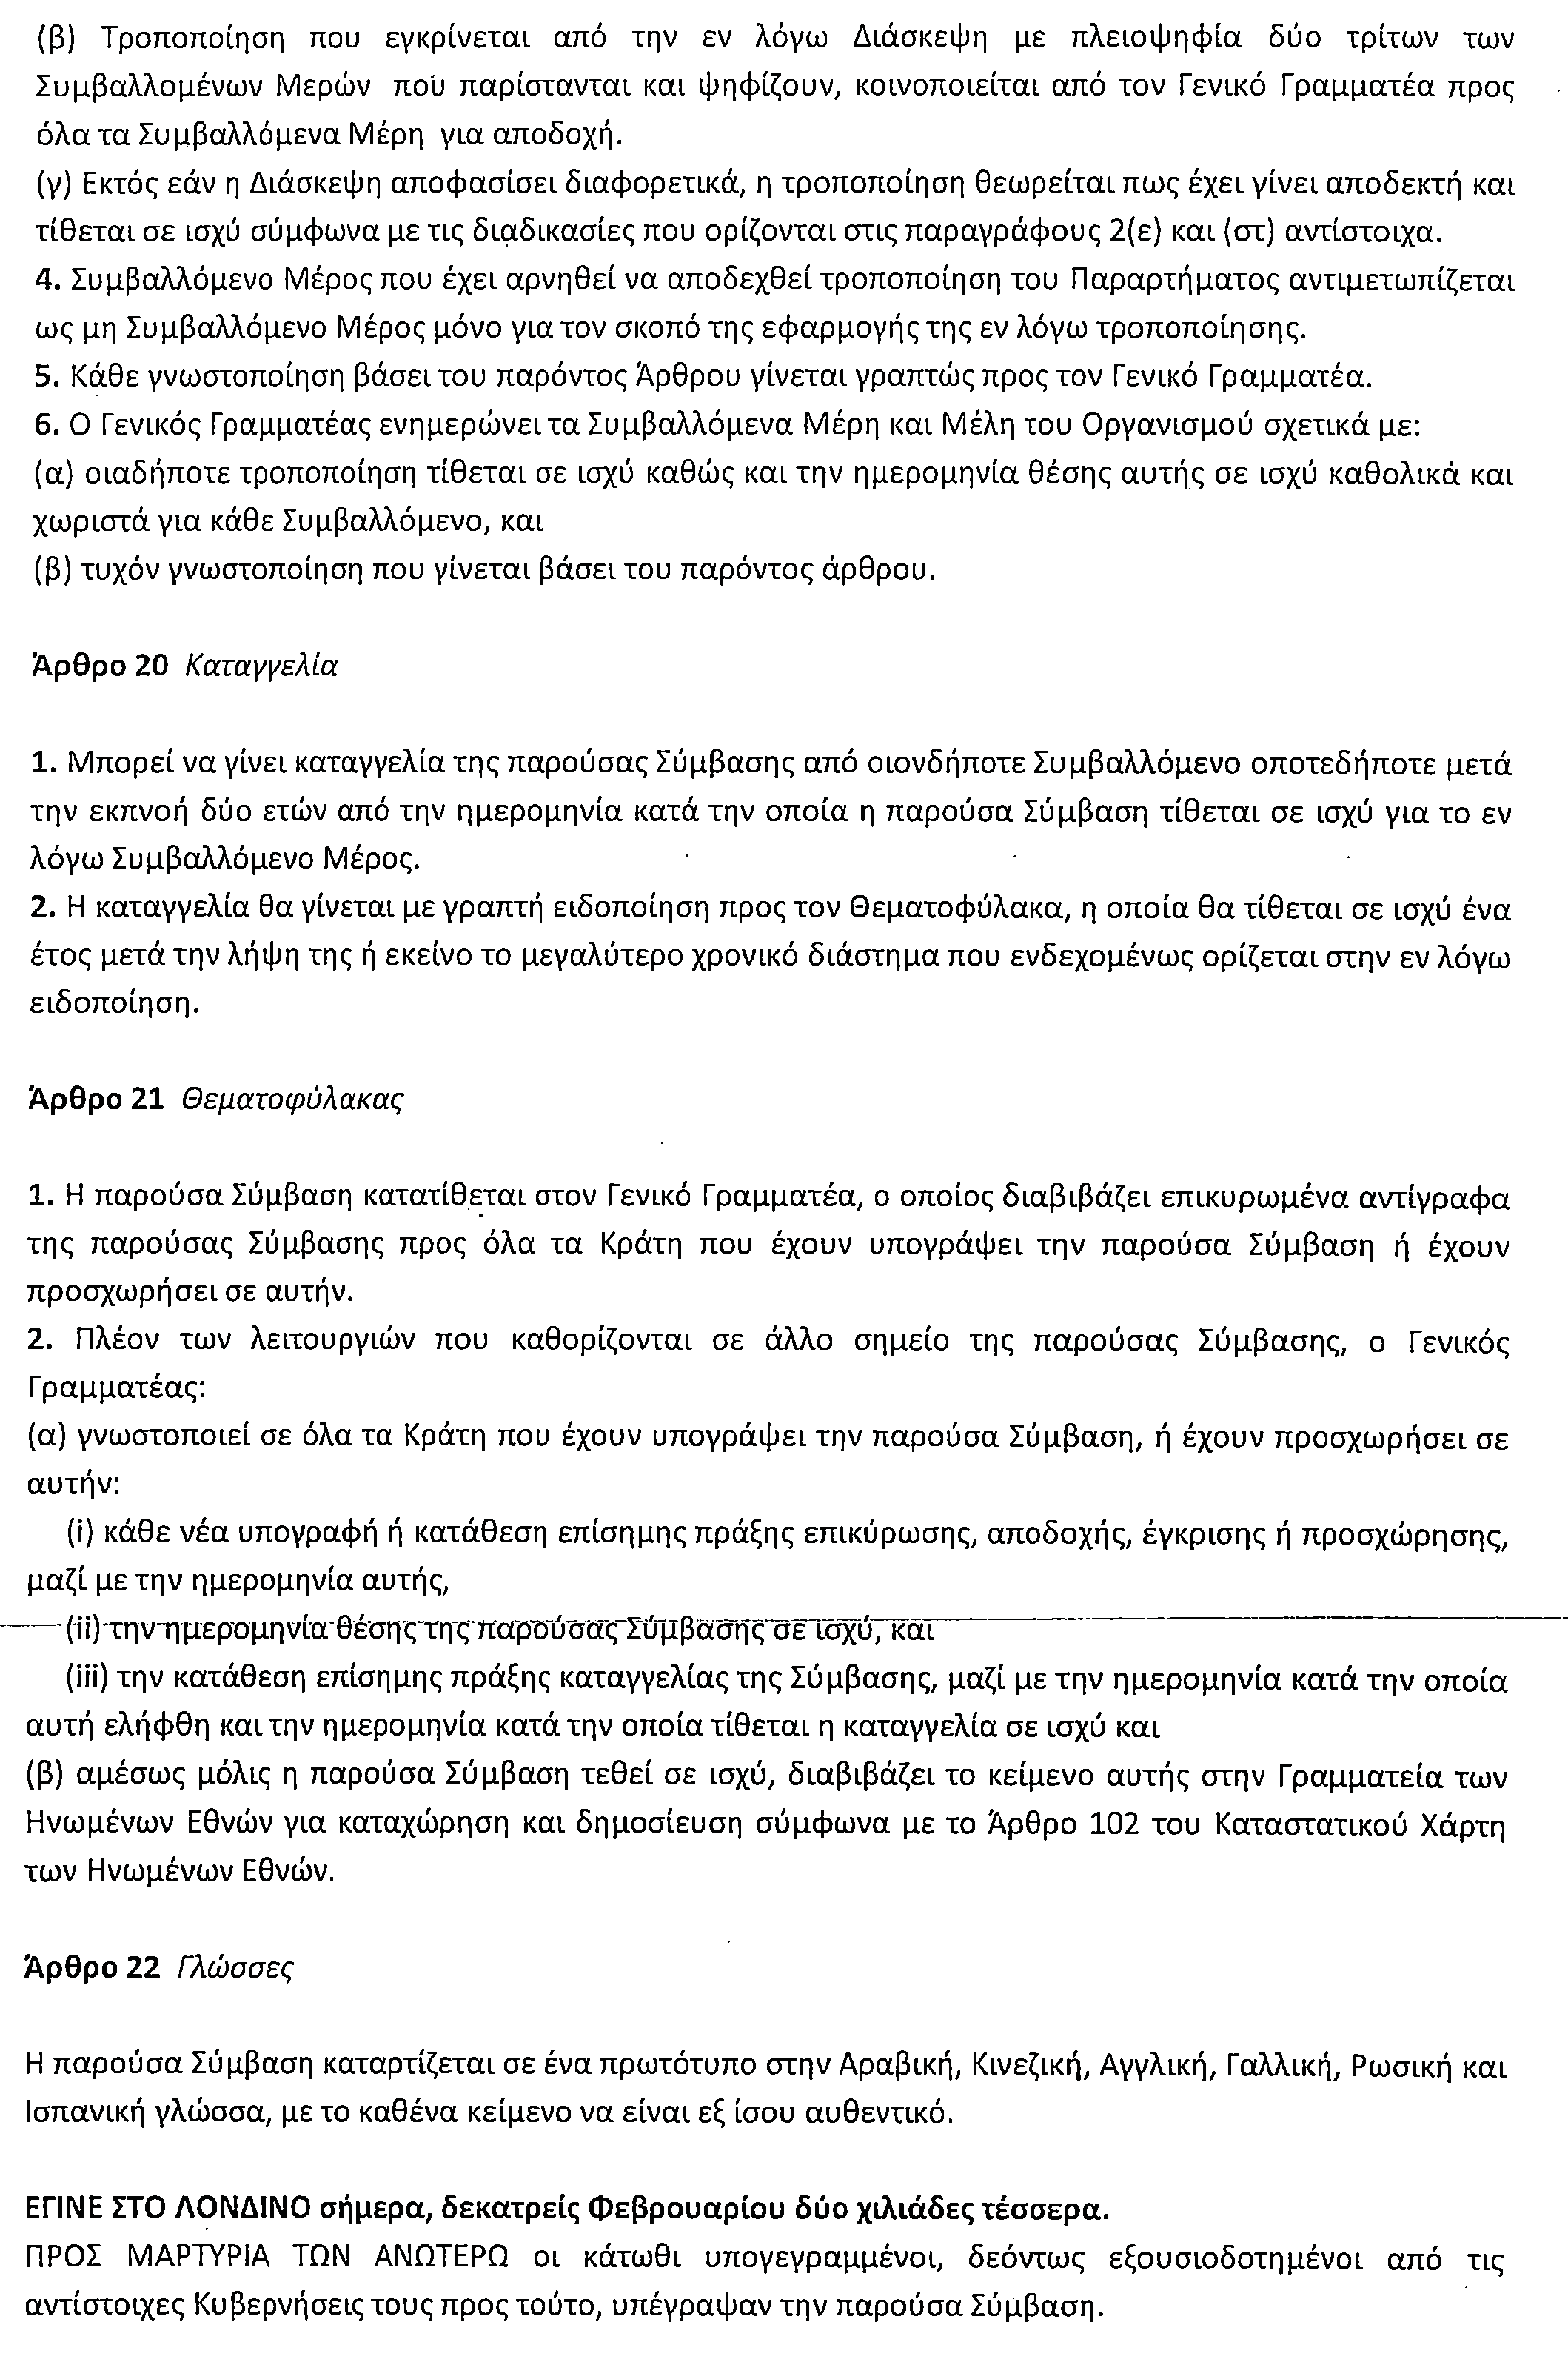 (β) Τροποποίηση που εγκρίνεται από την εν λόγω Διάσκεψη με πλειοψηφία δύο τρίτων των
Συμβαλλομένων Μερών που παρίστανται και ψηφίζουν, κοινοποιείται από τον Γενικό Γραμματέα προς
όλα τα Συμβαλλόμενα Μέρη για αποδοχή.
(γ) Εκτός εάν η Διάσκεψη αποφασίσει διαφορετικά, η τροποποίηση θεωρείται πως έχει γίνει αποδεκτή και
τίθεται σε ισχύ σύμφωνα με τις διαδικασίες που ορίζονται στις παραγράφους 2(ε) και (στ) αντίστοιχα.
4. Συμβαλλόμενο Μέρος που έχει αρνηθεί να αποδεχθεί τροποποίηση του Παραρτήματος αντιμετωπίζεται
ως μη Συμβαλλόμενο Μέρος μόνο για τον σκοπό της εφαρμογής της εν λόγω τροποποίησης.
5. Κάθε γνωστοποίηση βάσει του παρόντος Άρθρου γίνεται γραπτώς προς τον Γενικό Γραμματέα.
6. Ο Γενικός Γραμματέας ενημερώνει τα Συμβαλλόμενα Μέρη και Μέλη του Οργανισμού σχετικά με:
(α) οιαδήποτε τροποποίηση τίθεται σε ισχύ καθώς και την ημερομηνία θέσης αυτής σε ισχύ καθολικά και
χωριστά για κάθε Συμβαλλόμενο, και
(β) τυχόν γνωστοποίηση που γίνεται βάσει του παρόντος άρθρου.
Άρθρο 20 Καταγγελία
1. Μπορεί να γίνει καταγγελία της παρούσας Σύμβασης από οιονδήποτε Συμβαλλόμενο οποτεδήποτε μετά
την εκπνοή δύο ετών από την ημερομηνία κατά την οποία η παρούσα Σύμβαση τίθεται σε ισχύ για το εν
λόγω Συμβαλλόμενο Μέρος.
2. Η καταγγελία θα γίνεται με γραπτή ειδοποίηση προς τον Θεματοφύλακα, η οποία θα τίθεται σε ισχύ ένα
έτος μετά την λήψη της ή εκείνο το μεγαλύτερο χρονικό διάστημα που ενδεχομένως ορίζεται στην εν λόγω
ειδοποίηση.
Άρθρο 21 Θεματοφύλακας
1. Η παρούσα Σύμβαση κατατίθεται στον Γενικό Γραμματέα, ο οποίος διαβιβάζει επικυρωμένα αντίγραφα
της παρούσας Σύμβασης προς όλα τα Κράτη που έχουν υπογράψει την παρούσα Σύμβαση ή έχουν
προσχωρήσει σε αυτήν.
2. Πλέον των λειτουργιών που καθορίζονται σε άλλο σημείο της παρούσας Σύμβασης, ο Γενικός
Γραμματέας:
(α) γνωστοποιεί σε όλα τα Κράτη που έχουν υπογράψει την παρούσα Σύμβαση, ή έχουν προσχωρήσει σε
αυτήν:
(i) κάθε νέα υπογραφή ή κατάθεση επίσημης πράξης επικύρωσης, αποδοχής, έγκρισης ή προσχώρησης,
μαζί με την ημερομηνία αυτής,
(ii) την ημερομηνία θέσης της παρούσας Σύμβασης σε ισχύ, και
(iii) την κατάθεση επίσημης πράξης καταγγελίας της Σύμβασης, μαζί με την ημερομηνία κατά την οποία
αυτή ελήφθη και την ημερομηνία κατά την οποία τίθεται η καταγγελία σε ισχύ και
(β) αμέσως μόλις η παρούσα Σύμβαση τεθεί σε ισχύ, διαβιβάζει το κείμενο αυτής στην Γραμματεία των
Ηνωμένων Εθνών για καταχώρηση και δημοσίευση σύμφωνα με το Άρθρο 102 του Καταστατικού Χάρτη
των Ηνωμένων Εθνών.
Άρθρο 22 Γλώσσες
Η παρούσα Σύμβαση καταρτίζεται σε ένα πρωτότυπο στην Αραβική, Κινεζική, Αγγλική, Γαλλική, Ρωσική και
Ισπανική γλώσσα, με το καθένα κείμενο να είναι εξ ίσου αυθεντικό.
ΕΓΙΝΕ ΣΤΟ ΛΟΝΔΙΝΟ σήμερα, δεκατρείς Φεβρουαρίου δύο χιλιάδες τέσσερα.
ΠΡΟΣ ΜΑΡΤΥΡΙΑ ΤΩΝ ΑΝΩΤΕΡΩ οι κάτωθι υπογεγραμμένοι, δεόντως εξουσιοδοτημένοι από τις
αντίστοιχες Κυβερνήσεις τους προς τούτο, υπέγραψαν την παρούσα Σύμβαση.